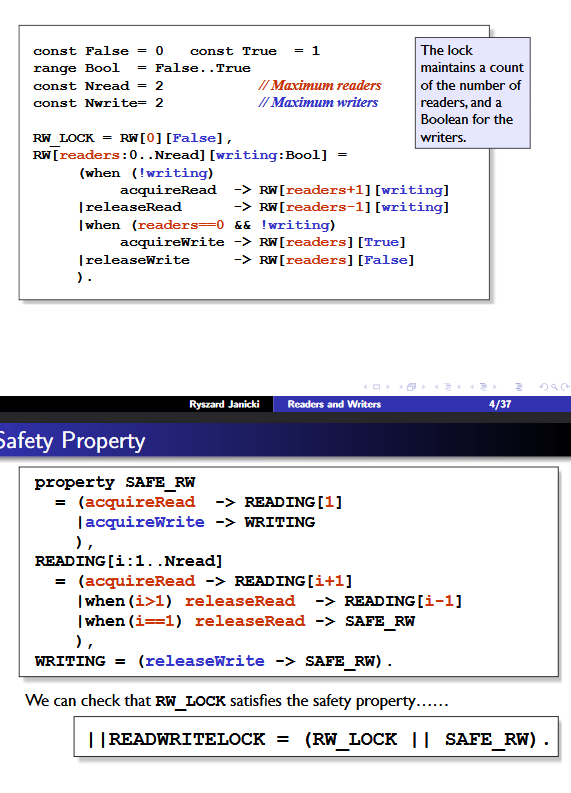 const False = 0   const True  = 1
range Bool  = False..True
const Nread = 2                // Maximum readers
const Nwrite= 2                // Maximum writers
The lock
maintains a count
of the number of
readers, and a
Boolean for the
writers.
RW_LOCK = RW[0][False],
RW[readers:0..Nread][writing:Bool] =
     (when (!writing)
          acquireRead  -> RW[readers+1][writing]
     |releaseRead      -> RW[readers-1][writing]
     |when (readers==0 && !writing)
          acquireWrite -> RW[readers][True]
     |releaseWrite     -> RW[readers][False]
     ).
Ryszard Janicki   Readers and Writers   4/37
Safety Property
property SAFE_RW
  = (acquireRead  -> READING[1]
    |acquireWrite -> WRITING
    ),
READING[i:1..Nread]
  = (acquireRead -> READING[i+1]
    |when(i>1) releaseRead  -> READING[i-1]
    |when(i==1) releaseRead -> SAFE_RW
    ),
WRITING = (releaseWrite -> SAFE_RW).
We can check that RW_LOCK satisfies the safety property……
||READWRITELOCK = (RW_LOCK || SAFE_RW).